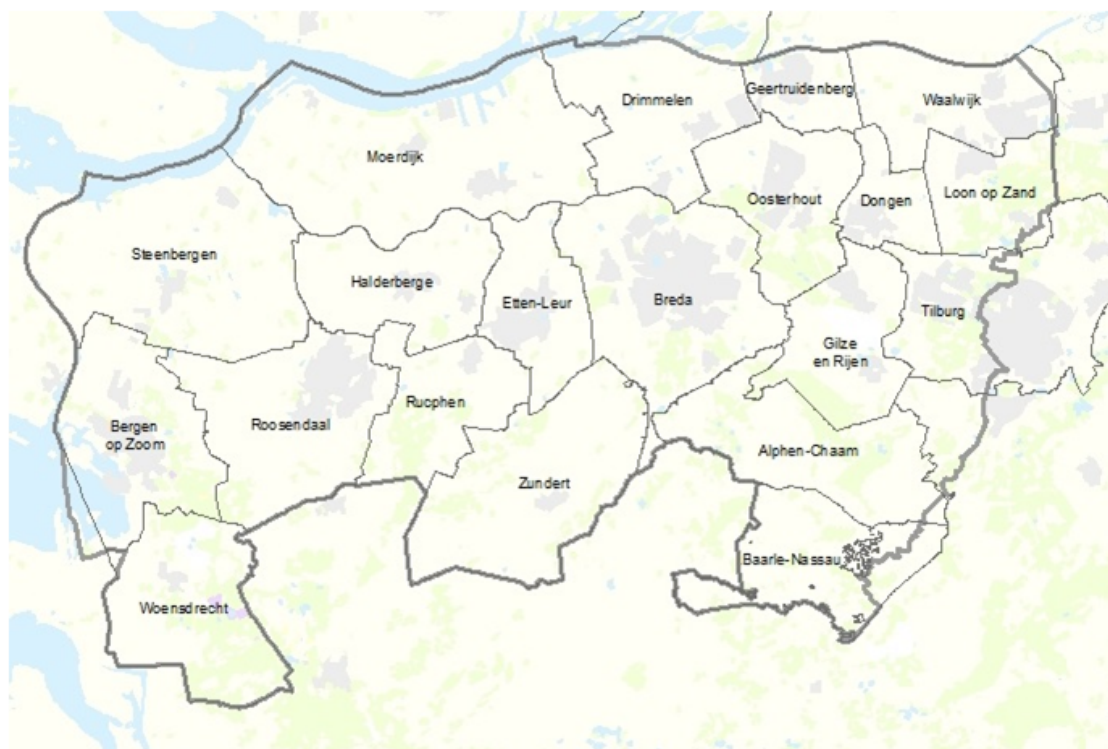 Geertruidenberg
Drimmelen
Waalwijk
Moerdijk
Loon op Zand
Oosterhout
Dongen
Steenbergen
Halderberge
Etten-Leur
Breda
Tilburg
Gilze
en Rijen
Rucphen
Bergen
op Zoom
Roosendaal
Alphen-Chaam
Zundert
Baarle-Nassau
Woensdrecht